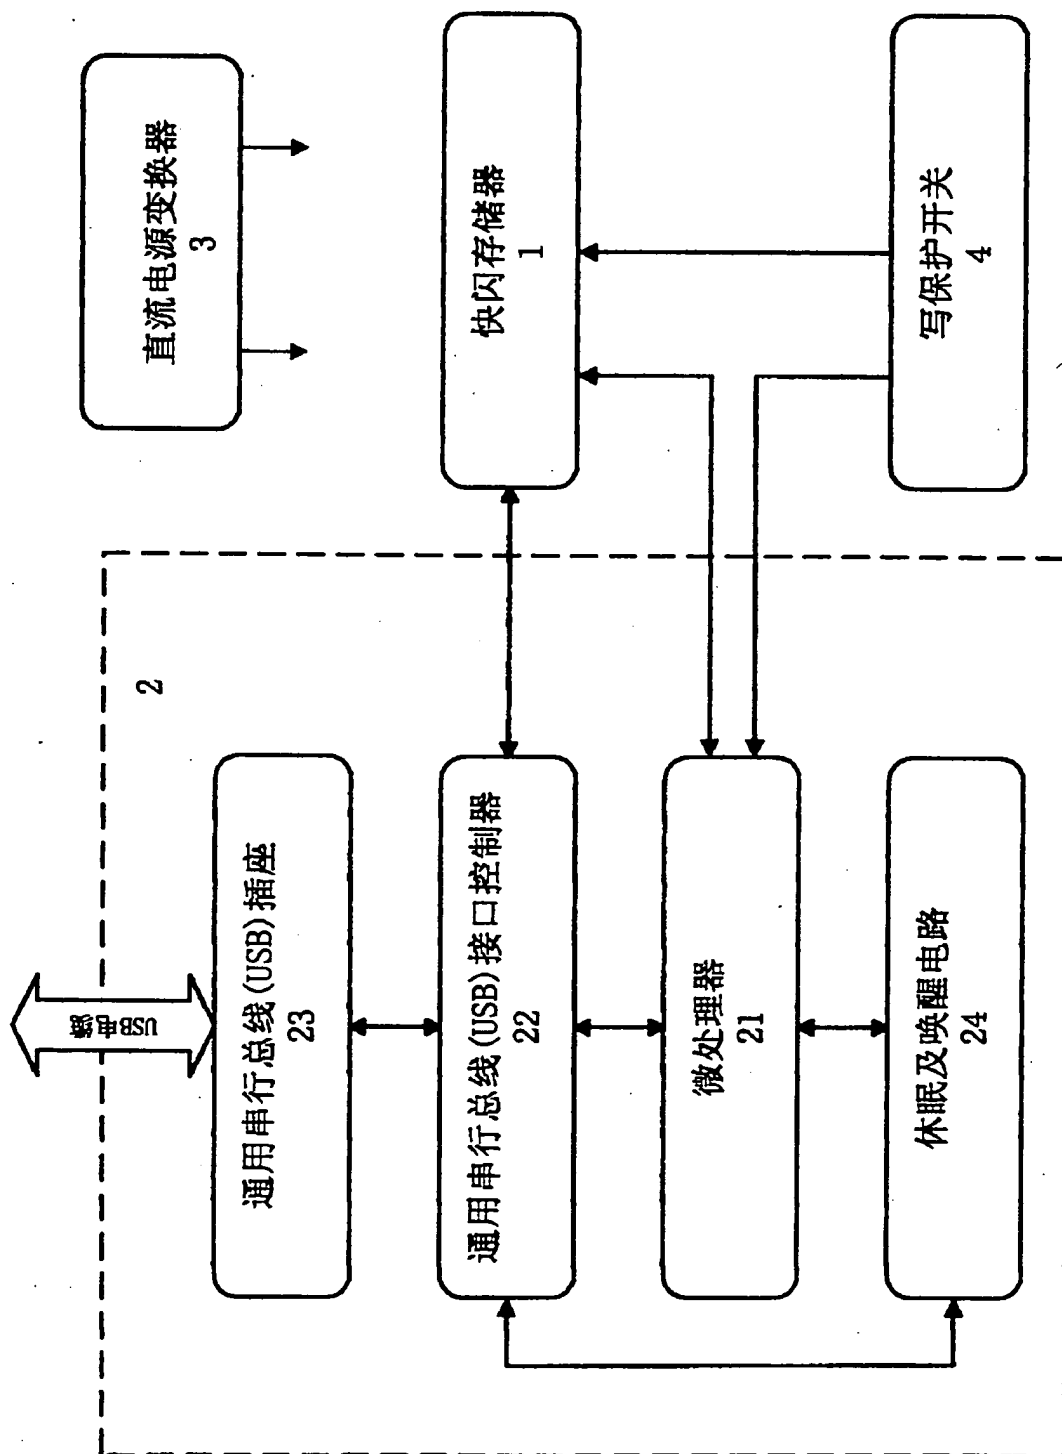 直流电源变换器
3
快闪存储器
1
写保护开关
4
2
USB电缆
通用串行总线(USB)插座
23
通用串行总线(USB)接口控制器
22
微处理器
21
休眠及唤醒电路
24